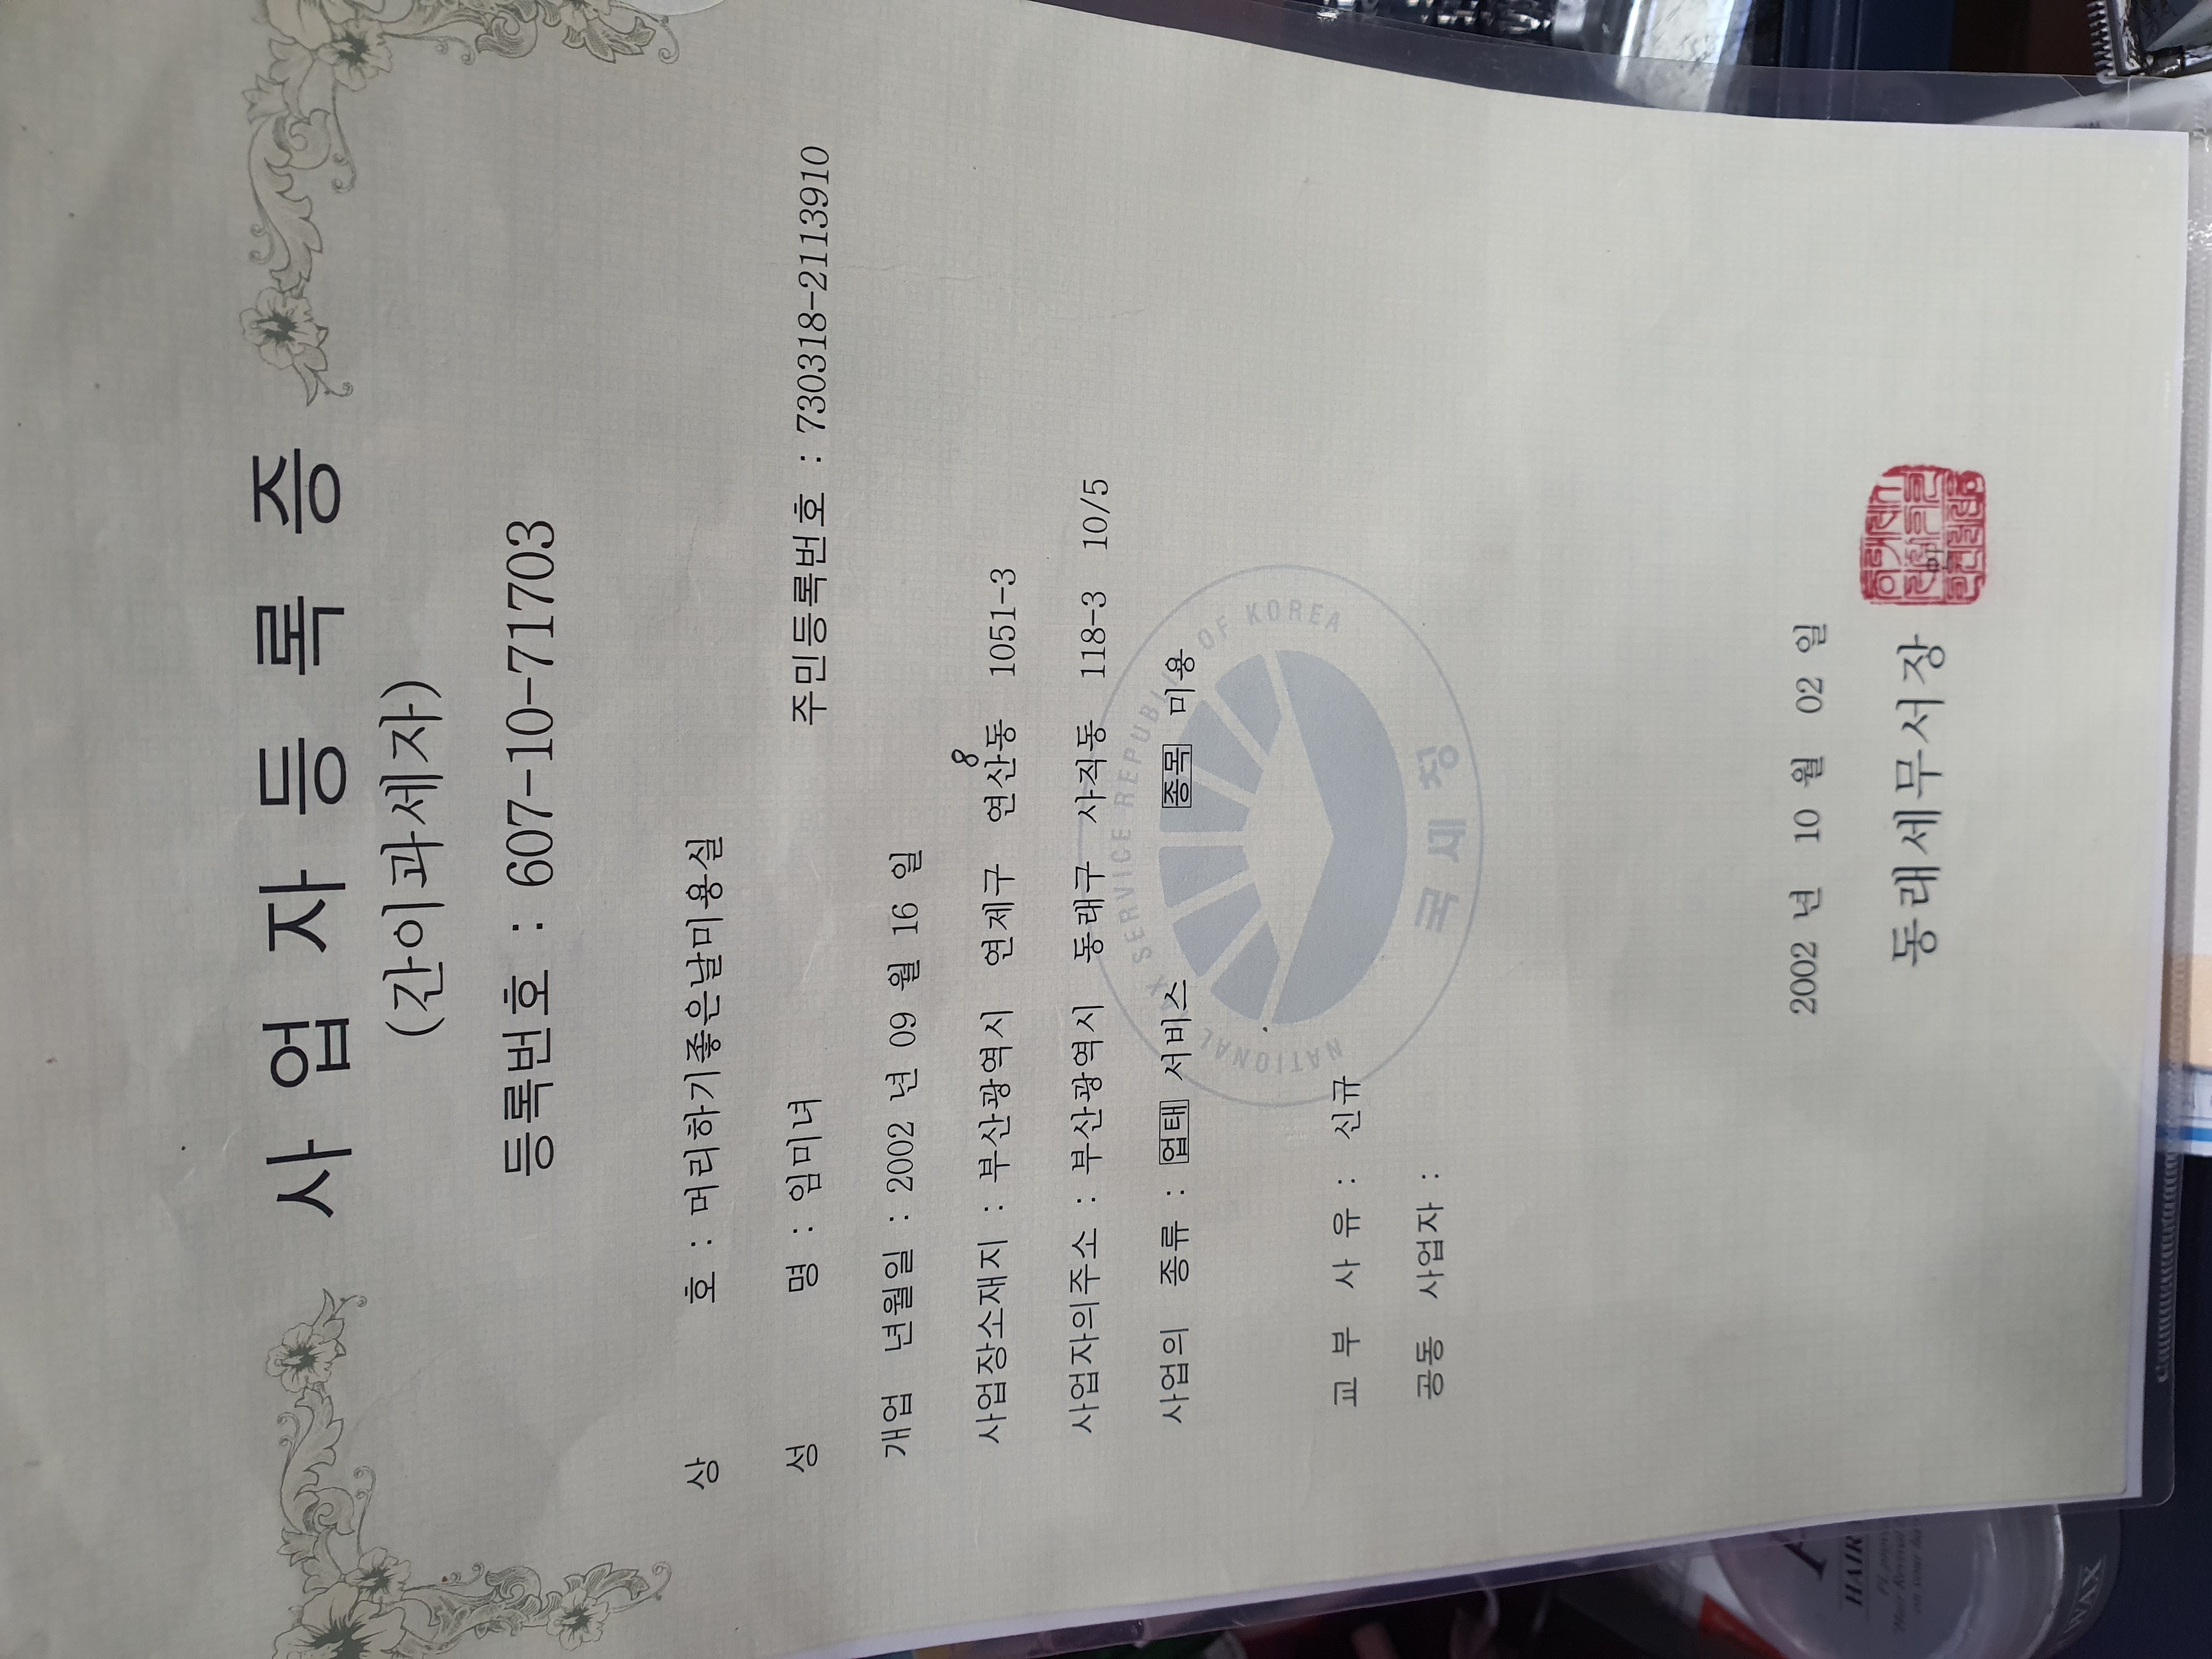 사업자등록증
(간이과세자)
등록번호 : 607-10-71703
상 호 : 머리하기좋은날미용실
성 명 : 임미녀 주민등록번호 : 730318-2113910
개업 년월일 : 2002 년 09 월 16 일
8
사업장소재지 : 부산광역시 연제구 연산동 1051-3
사업자의주소 : 부산광역시 동래구 사직동 118-3 10/5
사업의 종류 : 업태 서비스 종목 미용
교 부 사 유 : 신규
공동 사업자 :
NATIONAL TAX SERVICE REPUBLIC OF KOREA
국세청
2002 년 10 월 02 일
동래세무서장
HAIR
WAX